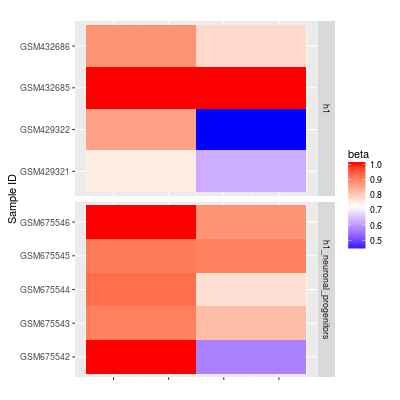 GSM432686
GSM432685
GSM429322
GSM429321
h1
GSM675546
GSM675545
GSM675544
GSM675543
GSM675542
h1_neuronal_progenitors
Sample ID
beta
1.0
0.9
0.8
0.7
0.6
0.5